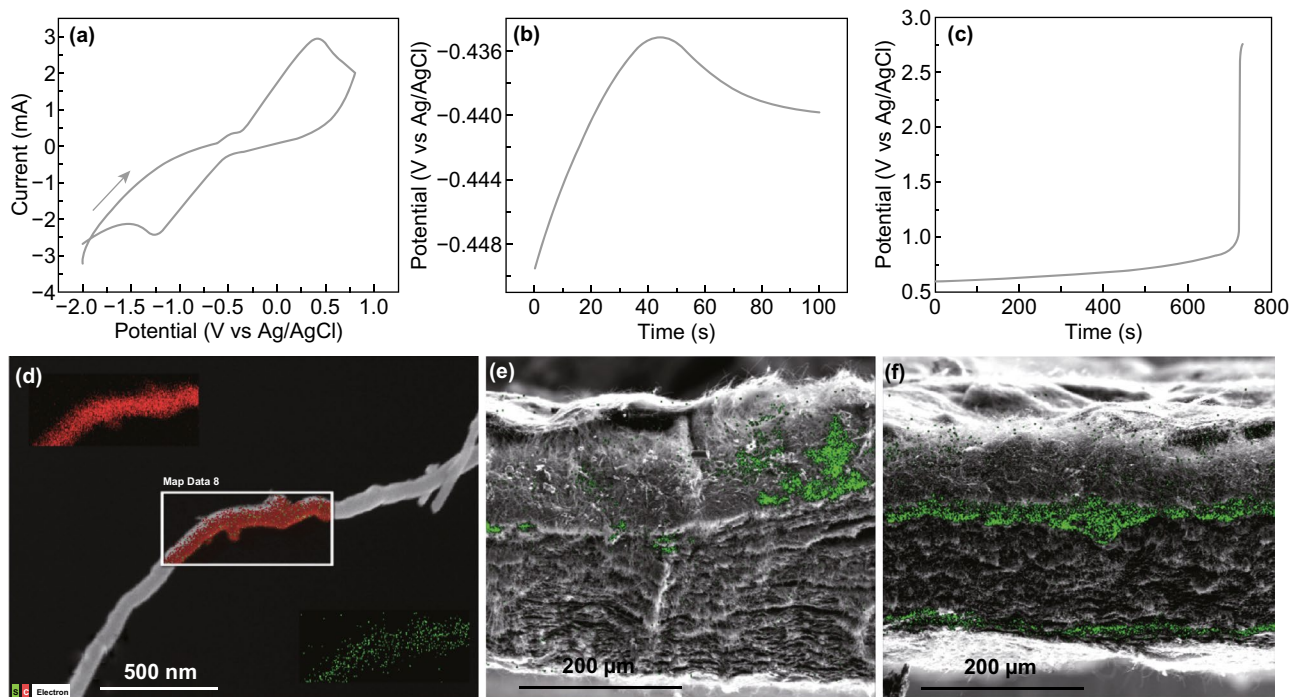 (a)
3
2
1
0
−1
−2
−3
−4
Current (mA)
−2.0 −1.5 −1.0 −0.5 0.0 0.5 1.0
Potential (V vs Ag/AgCl)
(b)
−0.436
−0.440
−0.444
−0.448
Potential (V vs Ag/AgCl)
0 20 40 60 80 100
Time (s)
(c)
3.0
2.5
2.0
1.5
1.0
0.5
Potential (V vs Ag/AgCl)
0 200 400 600 800
Time (s)
(d)
Map Data 8
500 nm
S C Electron
(e)
200 µm
(f)
200 µm